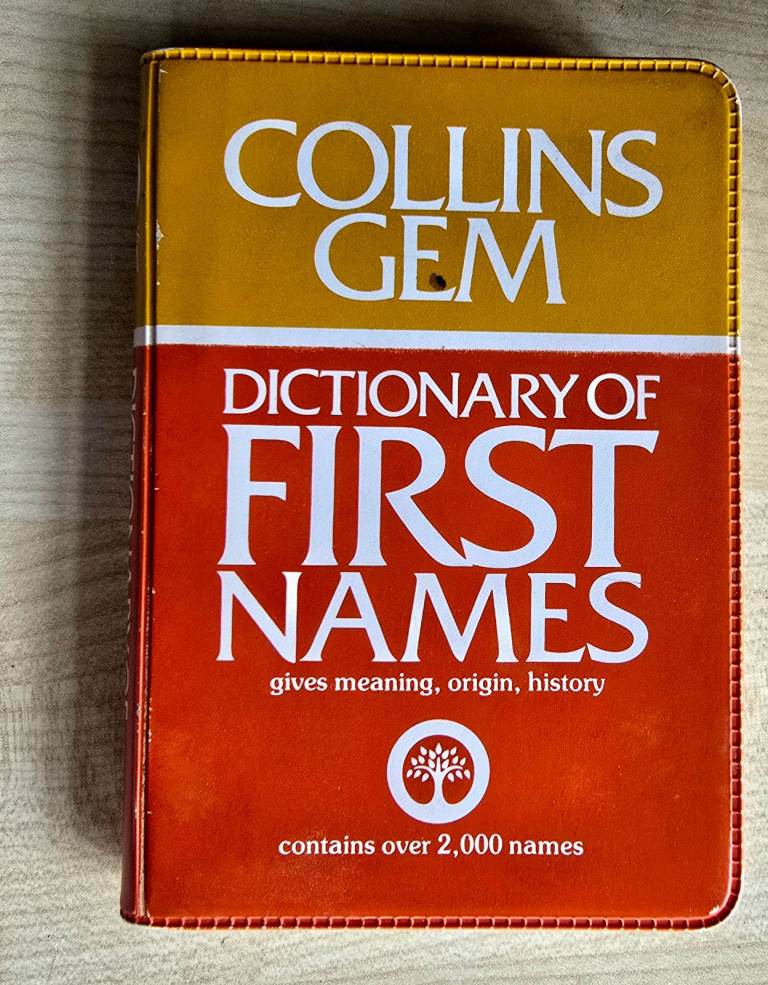 COLLINS
GEM
DICTIONARY OF
FIRST
NAMES
gives meaning, origin, history
contains over 2,000 names